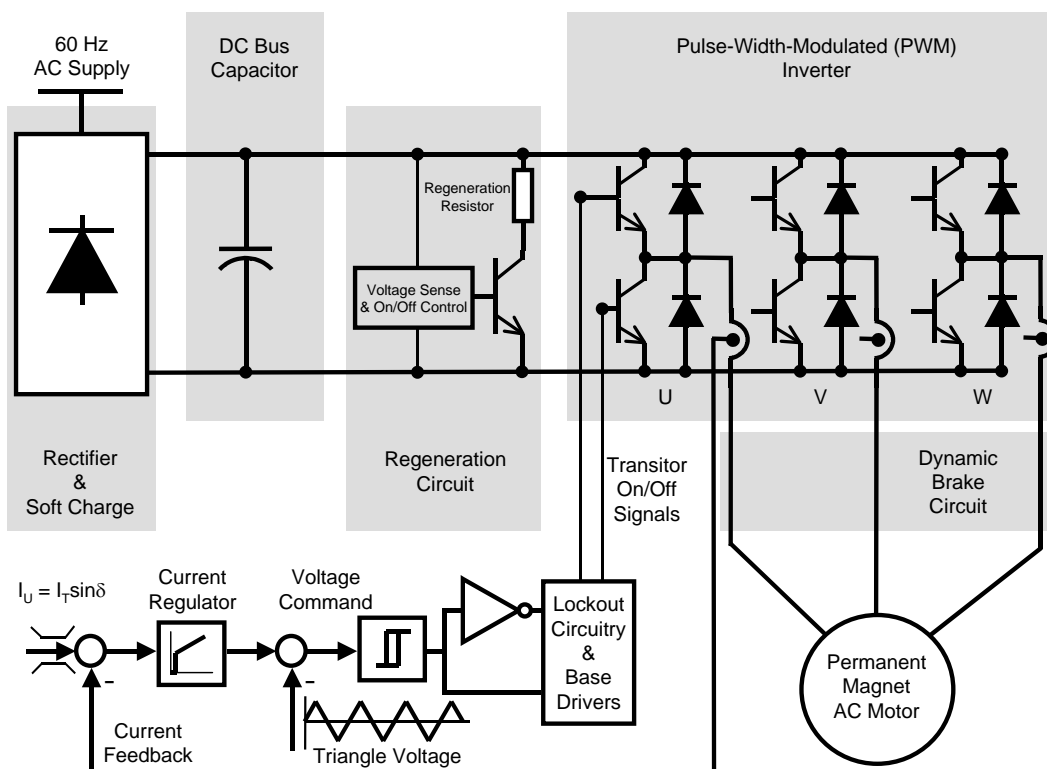 60 Hz
AC Supply
DC Bus
Capacitor
Pulse-Width-Modulated (PWM)
Inverter
Regeneration
Resistor
Voltage Sense
& On/Off Control
U
V
W
Rectifier
&
Soft Charge
Regeneration
Circuit
Transitor
On/Off
Signals
Dynamic
Brake
Circuit
I_U = I_T sinδ
Current
Regulator
Voltage
Command
Lockout
Circuitry
&
Base
Drivers
Permanent
Magnet
AC Motor
-
-
Current
Feedback
Triangle Voltage